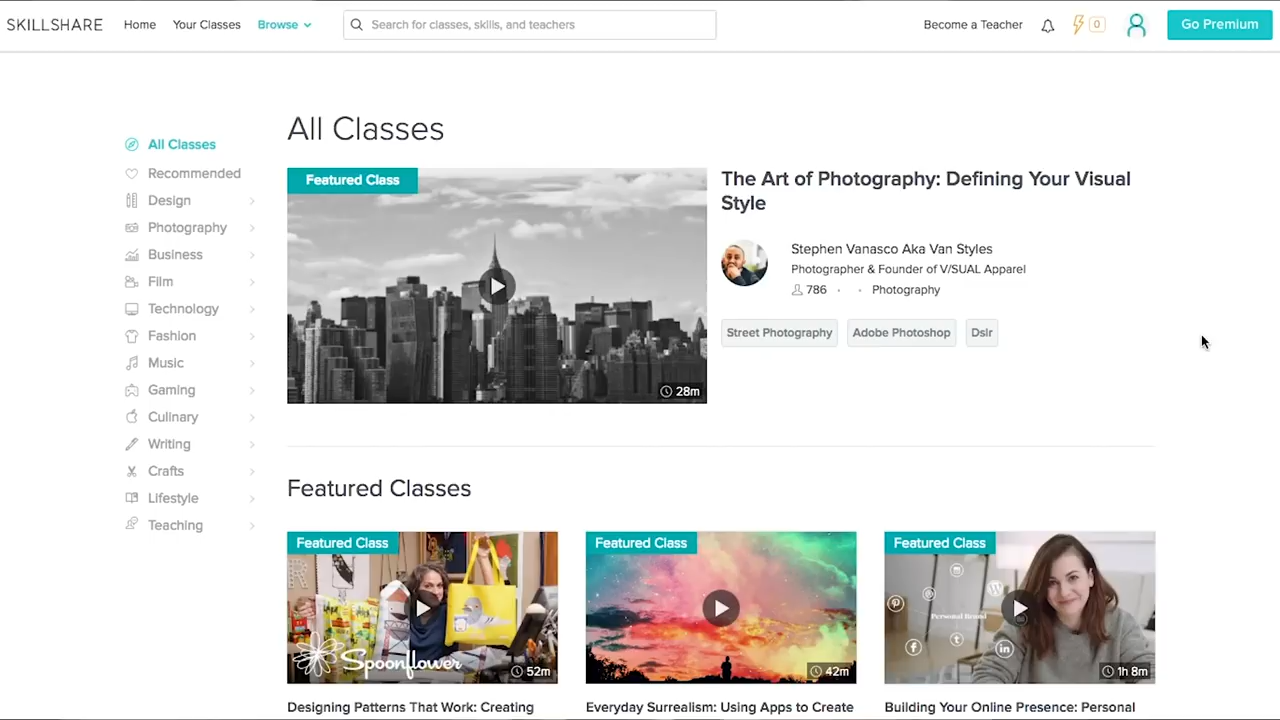 SKILLSHARE Home Your Classes Browse Search for classes, skills, and teachers Become a Teacher 0 Go Premium
All Classes
Recommended
Design
Photography
Business
Film
Technology
Fashion
Music
Gaming
Culinary
Writing
Crafts
Lifestyle
Teaching
All Classes
Featured Class
28m
The Art of Photography: Defining Your Visual
Style
Stephen Vanasco Aka Van Styles
Photographer & Founder of V/SUAL Apparel
786 · · Photography
Street Photography Adobe Photoshop Dslr
Featured Classes
Featured Class
Spoonflower
52m
Designing Patterns That Work: Creating
Featured Class
42m
Everyday Surrealism: Using Apps to Create
Featured Class
Personal Brand
1h 8m
Building Your Online Presence: Personal